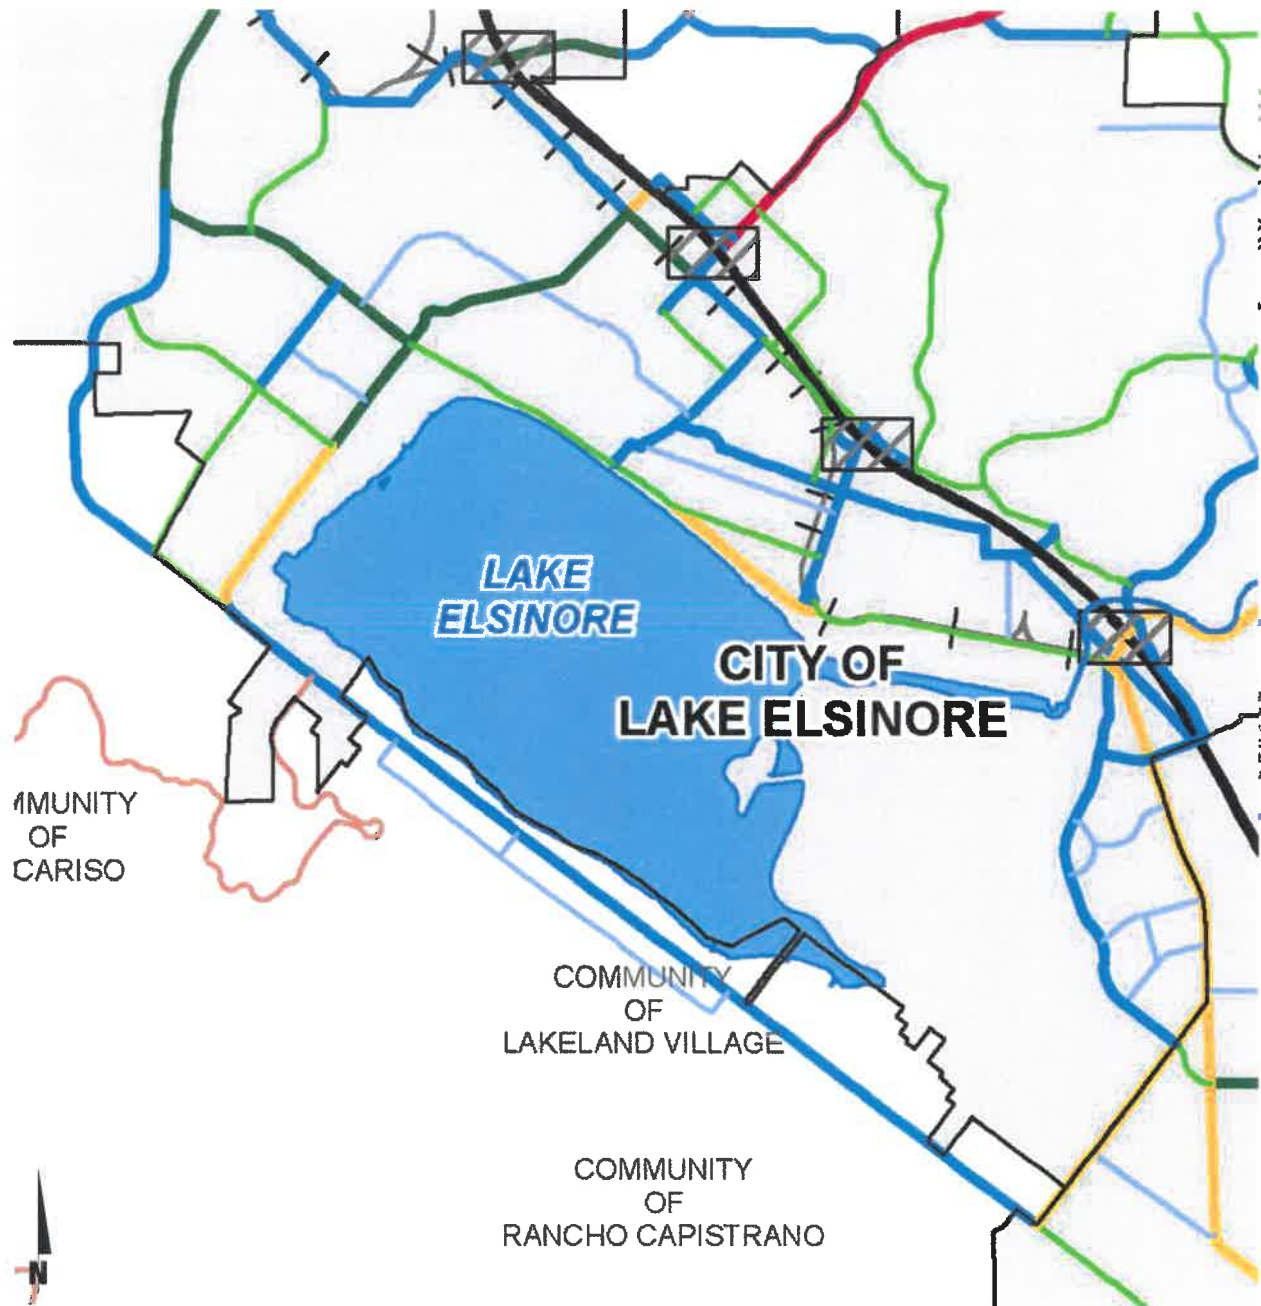 LAKE
ELSINORE
CITY OF
LAKE ELSINORE
MMUNITY
OF
CARISO
COMMUNITY
OF
LAKELAND VILLAGE
COMMUNITY
OF
RANCHO CAPISTRANO
N